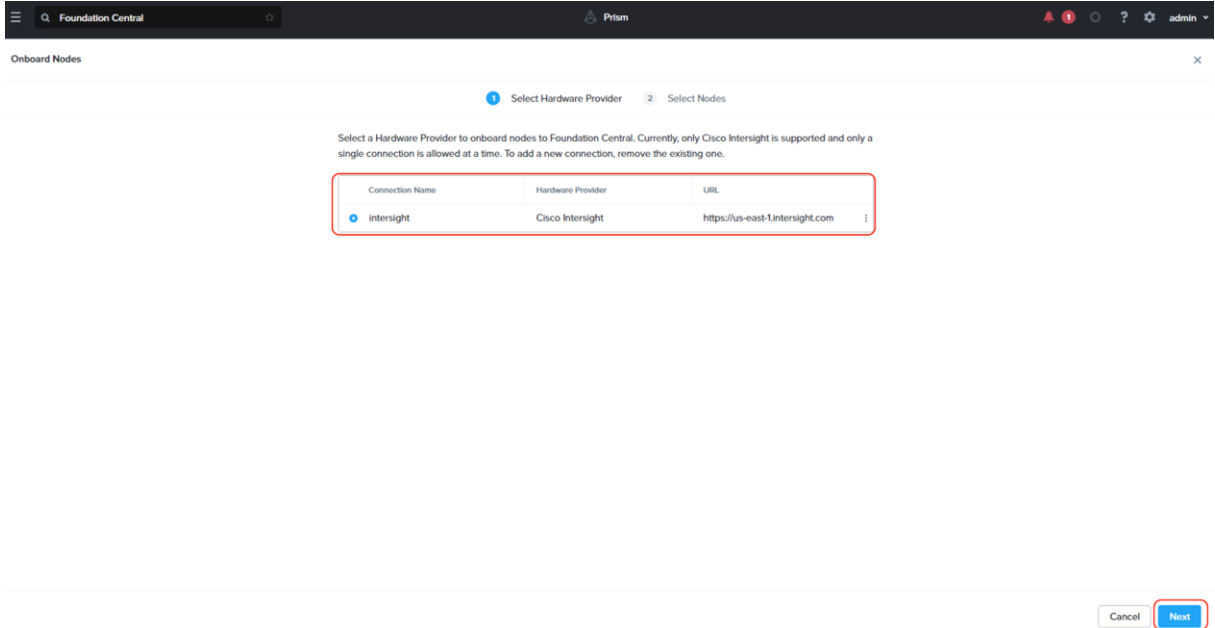 Foundation Central
Prism
1
?
admin
Onboard Nodes
1 Select Hardware Provider 2 Select Nodes
Select a Hardware Provider to onboard nodes to Foundation Central. Currently, only Cisco Intersight is supported and only a
single connection is allowed at a time. To add a new connection, remove the existing one.
Connection Name Hardware Provider URL
intersight Cisco Intersight https://us-east-1.intersight.com
Cancel Next